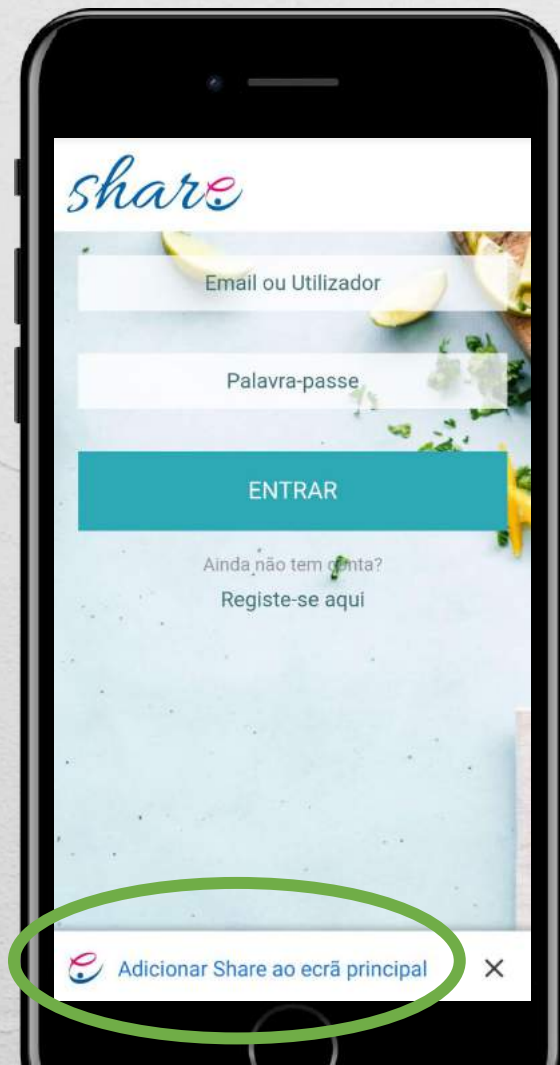 share
Email ou Utilizador
Palavra-passe
ENTRAR
Ainda não tem conta?
Registe-se aqui
Adicionar Share ao ecrã principal